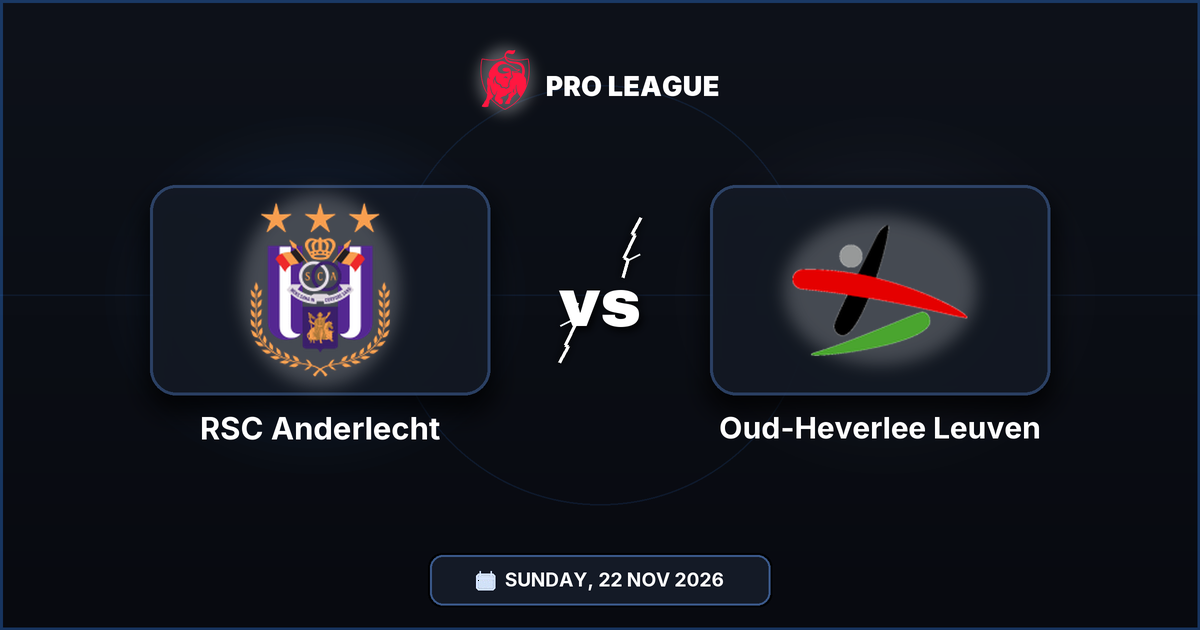 PRO LEAGUE
S C A
VS
RSC Anderlecht
Oud-Heverlee Leuven
SUNDAY, 22 NOV 2026